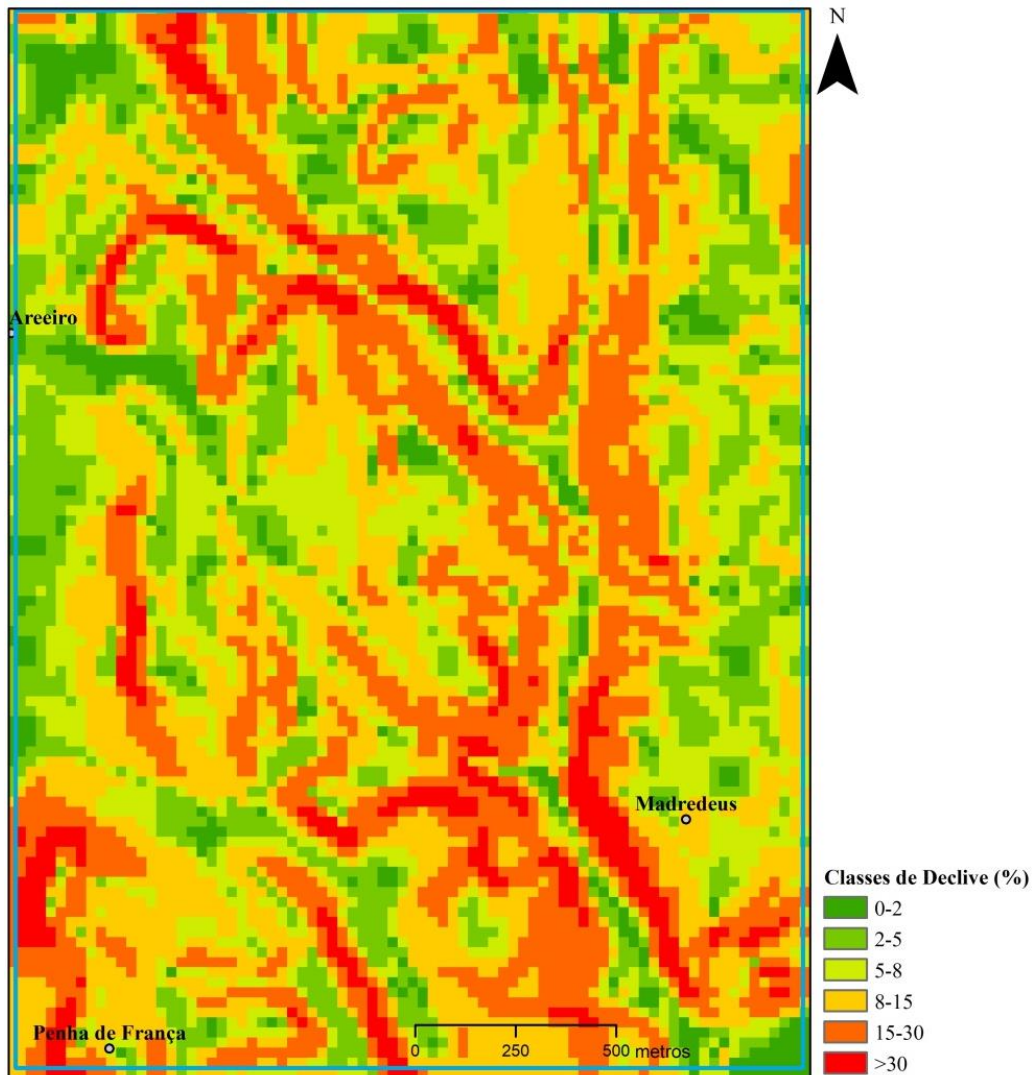 N
Areeiro
Madredeus
Classes de Declive (%)
0-2
2-5
5-8
8-15
15-30
>30
Penha de França
0 250 500 metros